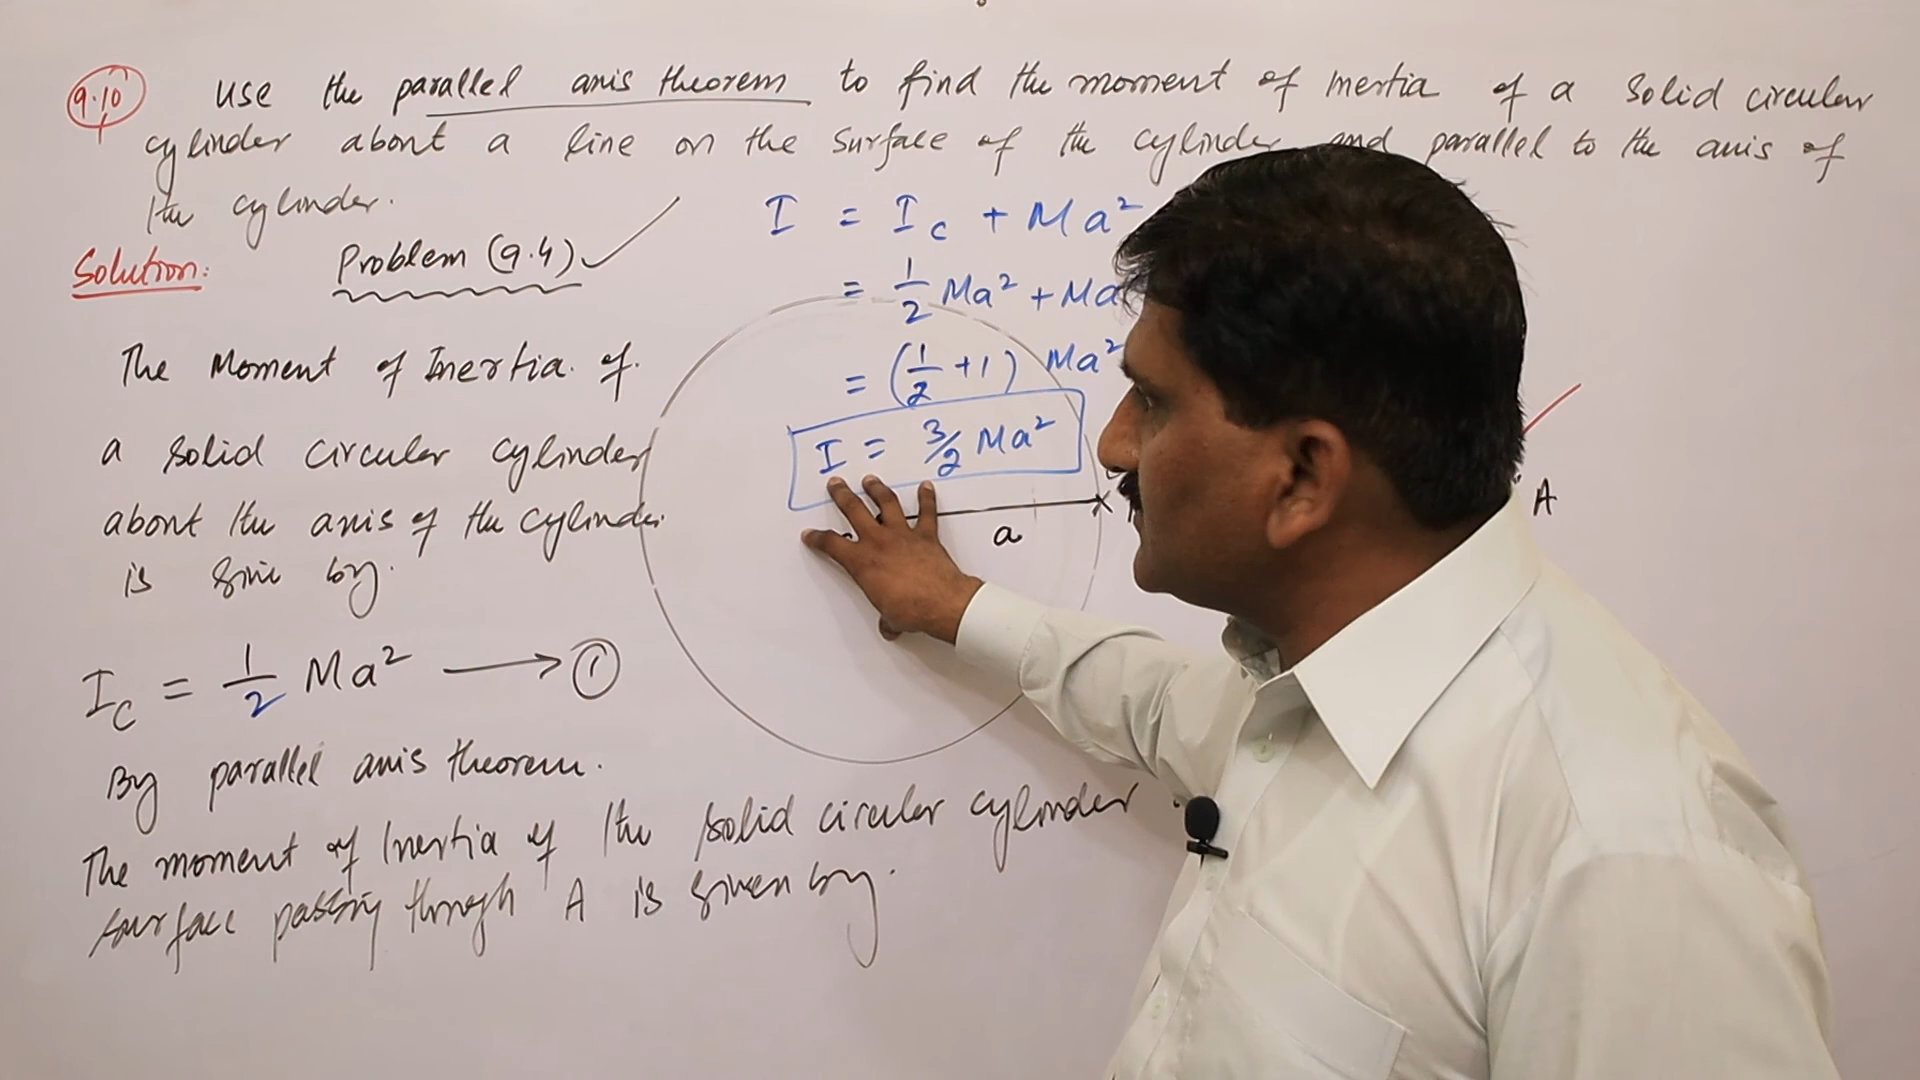 9.10 Use the parallel axis theorem to find the moment of Inertia of a Solid circular
cylinder about a line on the surface of the cylinder and parallel to the axis of
the cylinder.
Solution:
Problem (9.4)
The Moment of Inertia of
a solid circular cylinder
about the axis of the cylinder
is give by.
I_C = 1/2 Ma² → ①
By parallel axis theorem.
The moment of Inertia of the solid circular cylinder
surface passing through A is given by.
I = I_C + Ma²
= 1/2 Ma² + Ma
= (1/2 + 1) Ma²
I = 3/2 Ma²
a
A